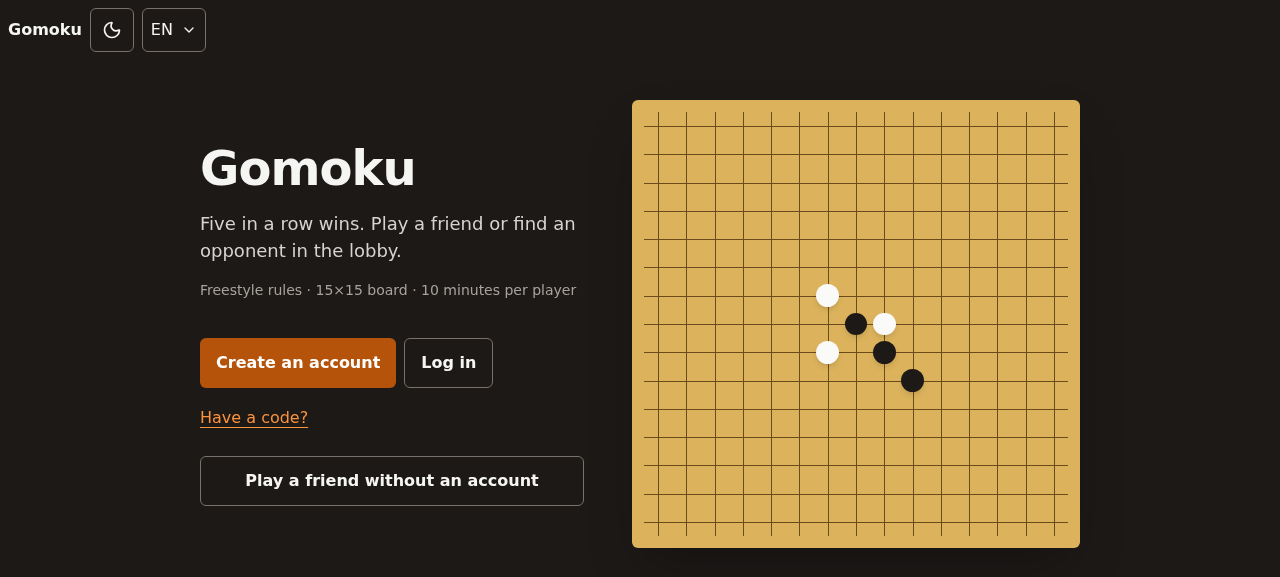 Gomoku
EN
Gomoku
Five in a row wins. Play a friend or find an
opponent in the lobby.
Freestyle rules · 15×15 board · 10 minutes per player
Create an account
Log in
Have a code?
Play a friend without an account